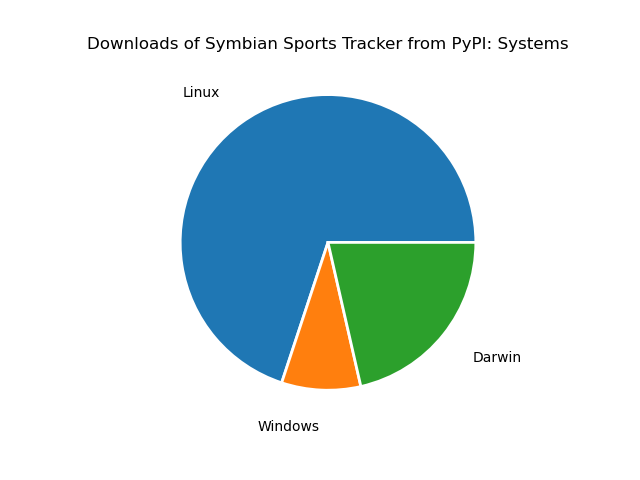 Downloads of Symbian Sports Tracker from PyPI: Systems
Linux
Darwin
Windows